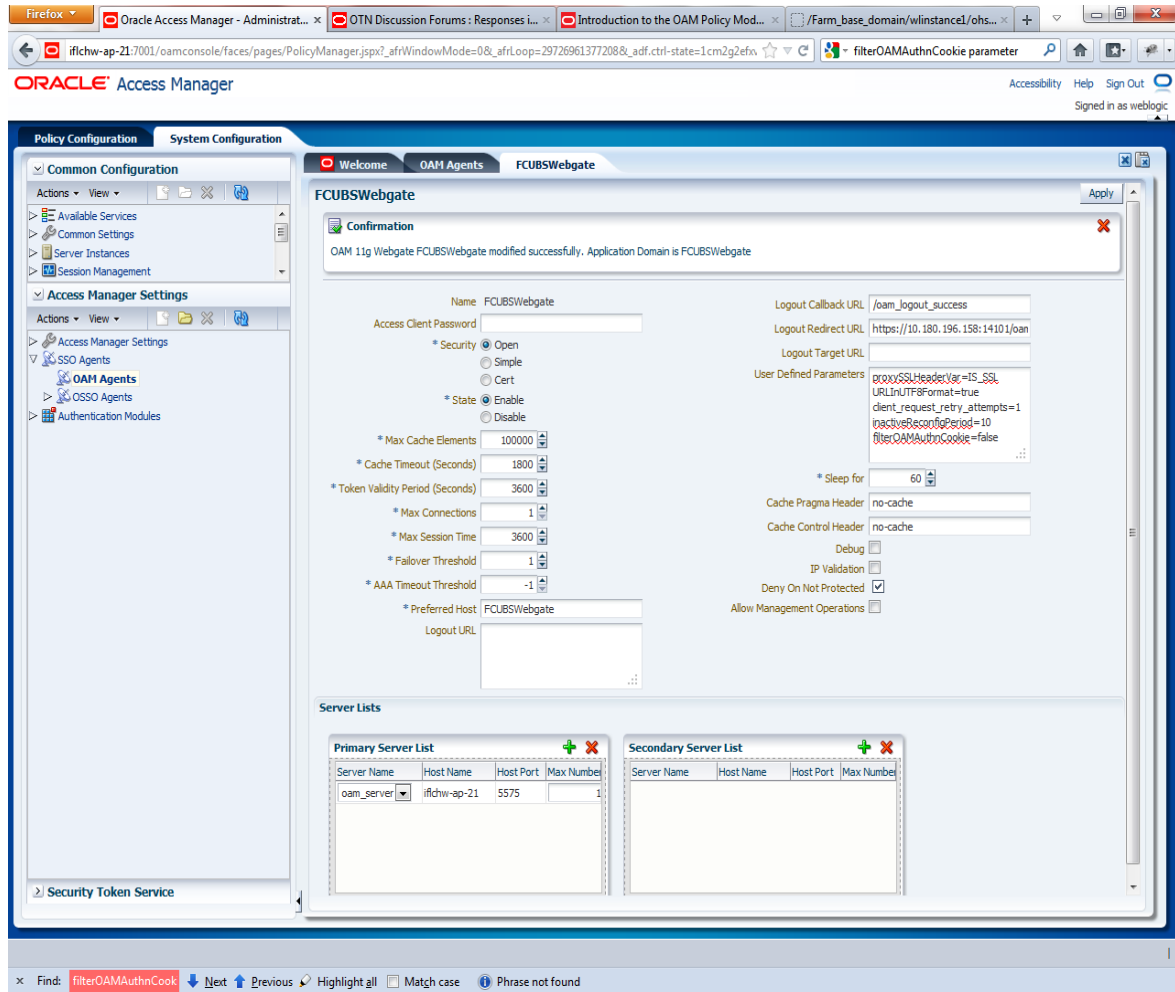 Firefox
Oracle Access Manager - Administrat...
OTN Discussion Forums : Responses i...
Introduction to the OAM Policy Mod...
/Farm_base_domain/wlinstance1/ohs...
iflchw-ap-21:7001/oamconsole/faces/pages/PolicyManager.jspx?_afrWindowMode=0&_afrLoop=29726961377208&_adf.ctrl-state=1cm2g2efx
filterOAMAuthnCookie parameter
ORACLE Access Manager
Accessibility Help Sign Out
Signed in as weblogic
Policy Configuration
System Configuration
Common Configuration
Actions View
Available Services
Common Settings
Server Instances
Session Management
Access Manager Settings
Actions View
Access Manager Settings
SSO Agents
OAM Agents
OSSO Agents
Authentication Modules
Security Token Service
Welcome
OAM Agents
FCUBSWebgate
FCUBSWebgate
Apply
Confirmation
OAM 11g Webgate FCUBSWebgate modified successfully. Application Domain is FCUBSWebgate
Name FCUBSWebgate
Access Client Password
* Security Open
Simple
Cert
* State Enable
Disable
* Max Cache Elements 100000
* Cache Timeout (Seconds) 1800
* Token Validity Period (Seconds) 3600
* Max Connections 1
* Max Session Time 3600
* Failover Threshold 1
* AAA Timeout Threshold -1
* Preferred Host FCUBSWebgate
Logout URL
Logout Callback URL /oam_logout_success
Logout Redirect URL https://10.180.196.158:14101/oam
Logout Target URL
User Defined Parameters
proxySSLHeaderVar=IS_SSL
URLInUTF8Format=true
client_request_retry_attempts=1
inactiveReconfigPeriod=10
filterOAMAuthnCookie=false
* Sleep for 60
Cache Pragma Header no-cache
Cache Control Header no-cache
Debug
IP Validation
Deny On Not Protected
Allow Management Operations
Server Lists
Primary Server List
Server Name Host Name Host Port Max Number
oam_server iflchw-ap-21 5575 1
Secondary Server List
Server Name Host Name Host Port Max Number
x Find: filterOAMAuthnCook Next Previous Highlight all Match case Phrase not found